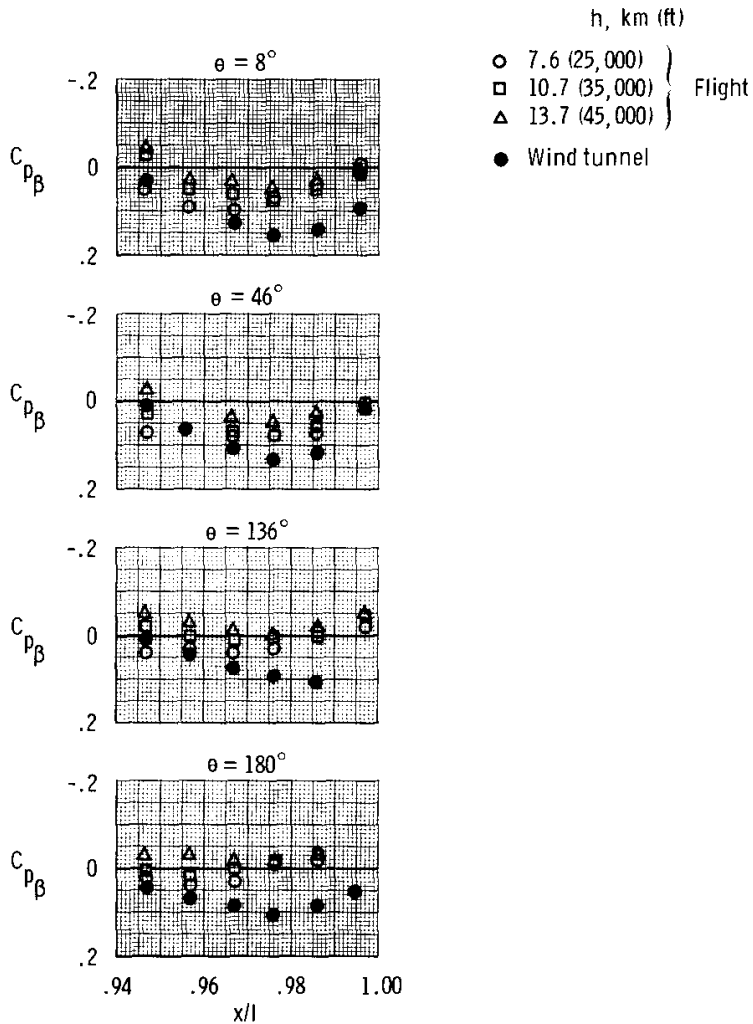 h, km (ft)
○ 7.6 (25,000)
□ 10.7 (35,000)
△ 13.7 (45,000)
Flight
● Wind tunnel
θ = 8°
-.2
0
.2
C_pβ
θ = 46°
-.2
0
.2
C_pβ
θ = 136°
-.2
0
.2
C_pβ
θ = 180°
-.2
0
.2
C_pβ
.94 .96 .98 1.00
x/l